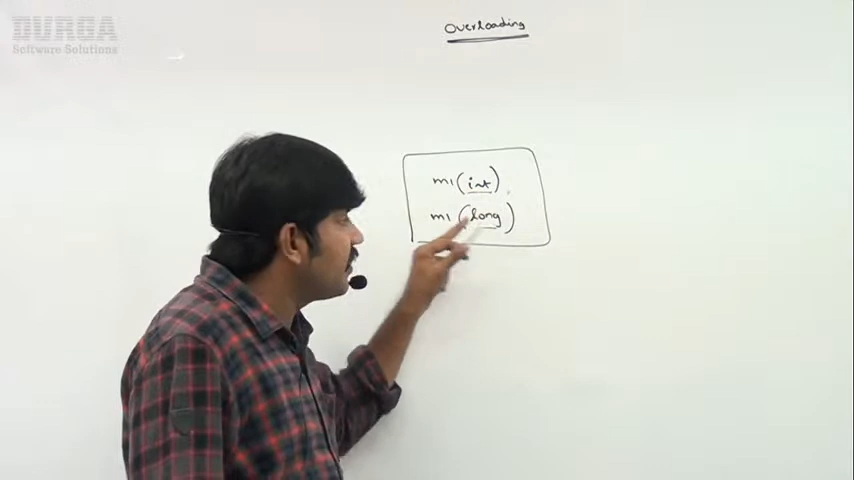 DURGA
Software Solutions
Overloading
m1(int)
m1(long)